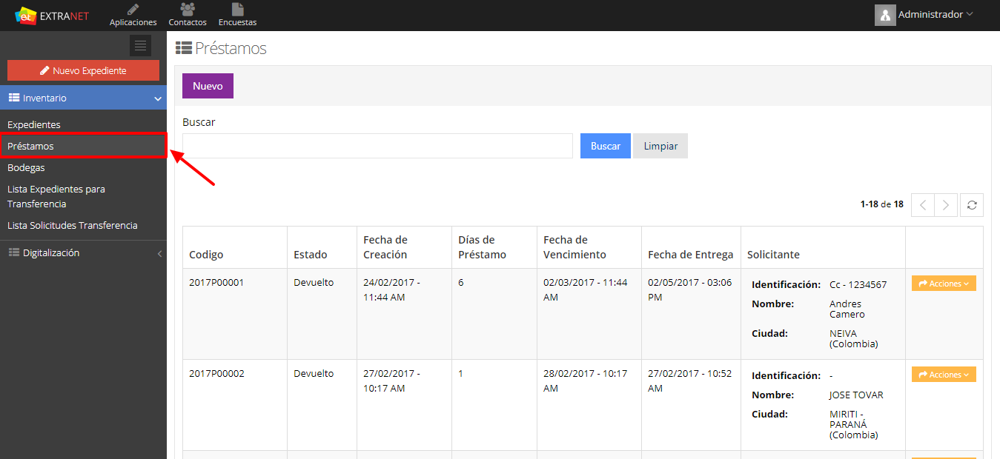 et EXTRANET
Aplicaciones
Contactos
Encuestas
Administrador
Nuevo Expediente
Inventario
Expedientes
Préstamos
Bodegas
Lista Expedientes para
Transferencia
Lista Solicitudes Transferencia
Digitalización
Préstamos
Nuevo
Buscar
Buscar
Limpiar
1-18 de 18
Codigo
Estado
Fecha de
Creación
Días de
Préstamo
Fecha de
Vencimiento
Fecha de Entrega
Solicitante
2017P00001
Devuelto
24/02/2017 -
11:44 AM
6
02/03/2017 - 11:44
AM
02/05/2017 - 03:06
PM
Identificación: Cc - 1234567
Nombre: Andres
Camero
Ciudad: NEIVA
(Colombia)
Acciones
2017P00002
Devuelto
27/02/2017 -
10:17 AM
1
28/02/2017 - 10:17
AM
27/02/2017 - 10:52
AM
Identificación: -
Nombre: JOSE TOVAR
Ciudad: MIRITI -
PARANÁ
(Colombia)
Acciones